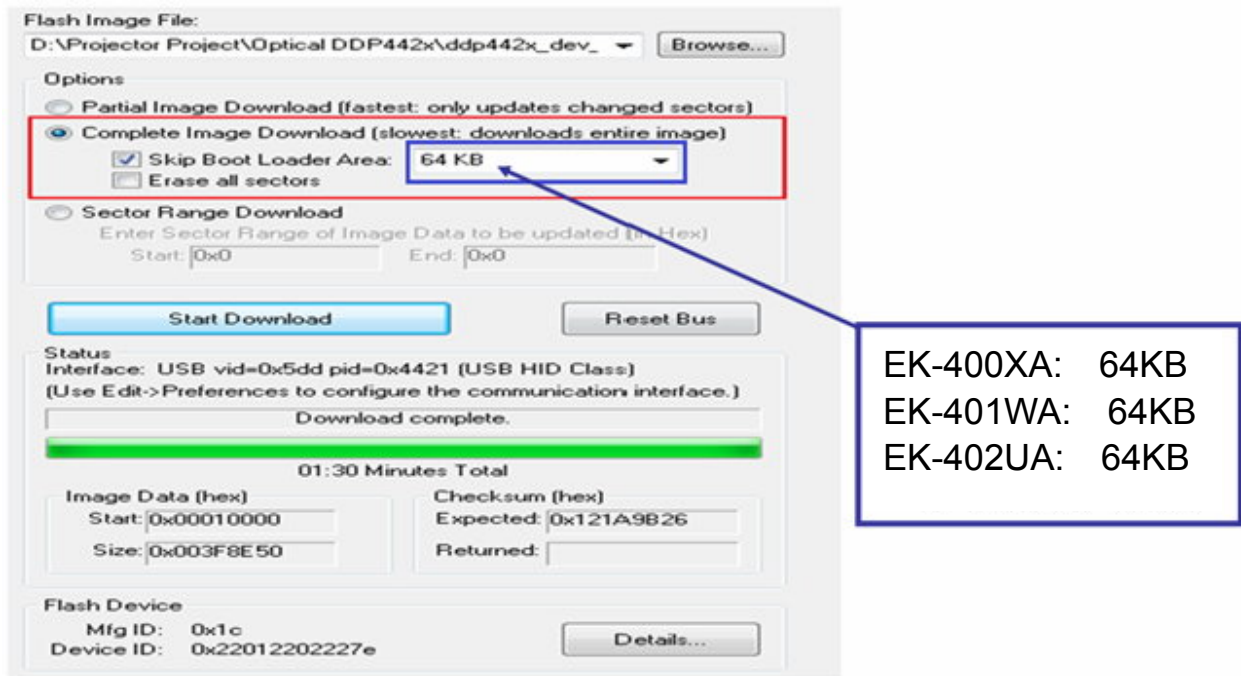 Flash Image File:
D:\Projector Project\Optical DDP442x\ddp442x_dev_ Browse...
Options
Partial Image Download (fastest: only updates changed sectors)
Complete Image Download (slowest: downloads entire image)
Skip Boot Loader Area: 64 KB
Erase all sectors
Sector Range Download
Enter Sector Range of Image Data to be updated (in Hex)
Start: 0x0 End: 0x0
Start Download Reset Bus
Status
Interface: USB vid=0x5dd pid=0x4421 (USB HID Class)
(Use Edit->Preferences to configure the communication interface.)
Download complete.
01:30 Minutes Total
Image Data (hex) Checksum (hex)
Start: 0x00010000 Expected: 0x121A9B26
Size: 0x003F8E50 Returned:
Flash Device
Mfg ID: 0x1c
Device ID: 0x22012202227e Details...
EK-400XA: 64KB
EK-401WA: 64KB
EK-402UA: 64KB